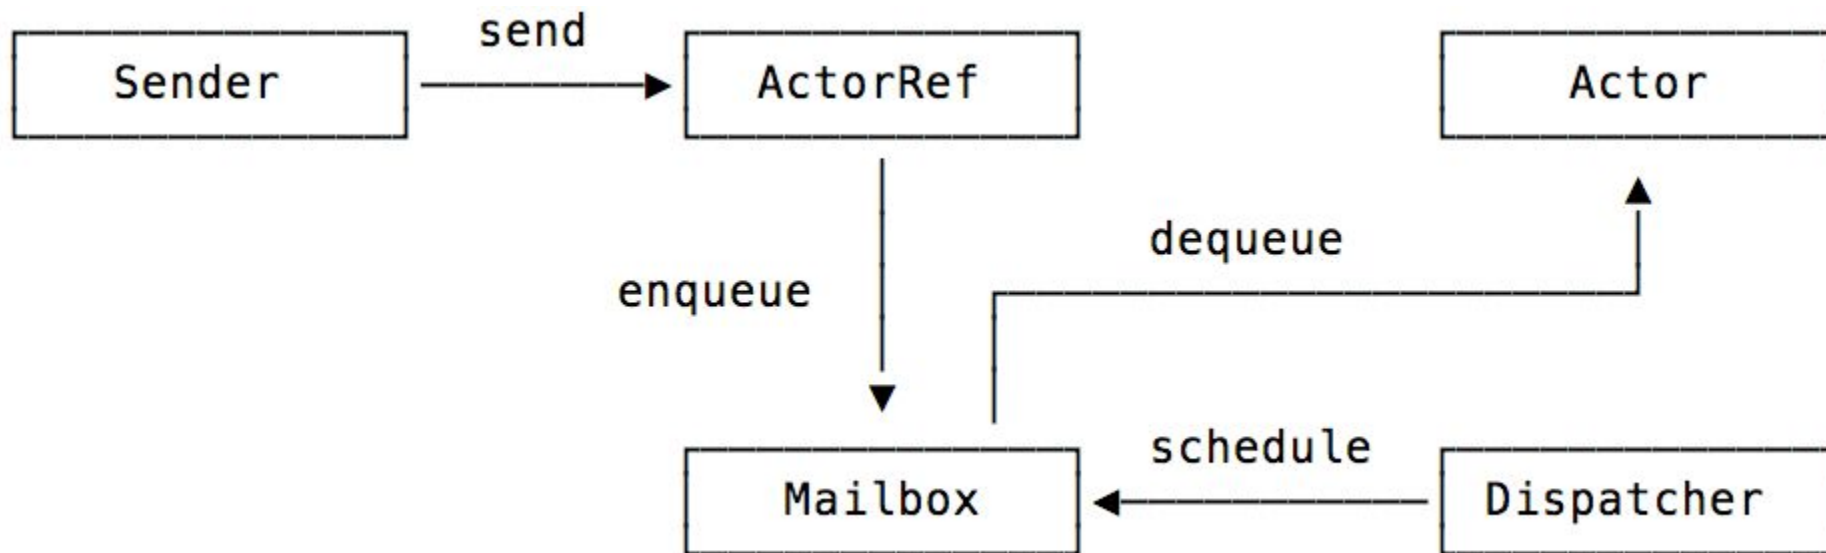 send
Sender
ActorRef
Actor
dequeue
enqueue
schedule
Mailbox
Dispatcher